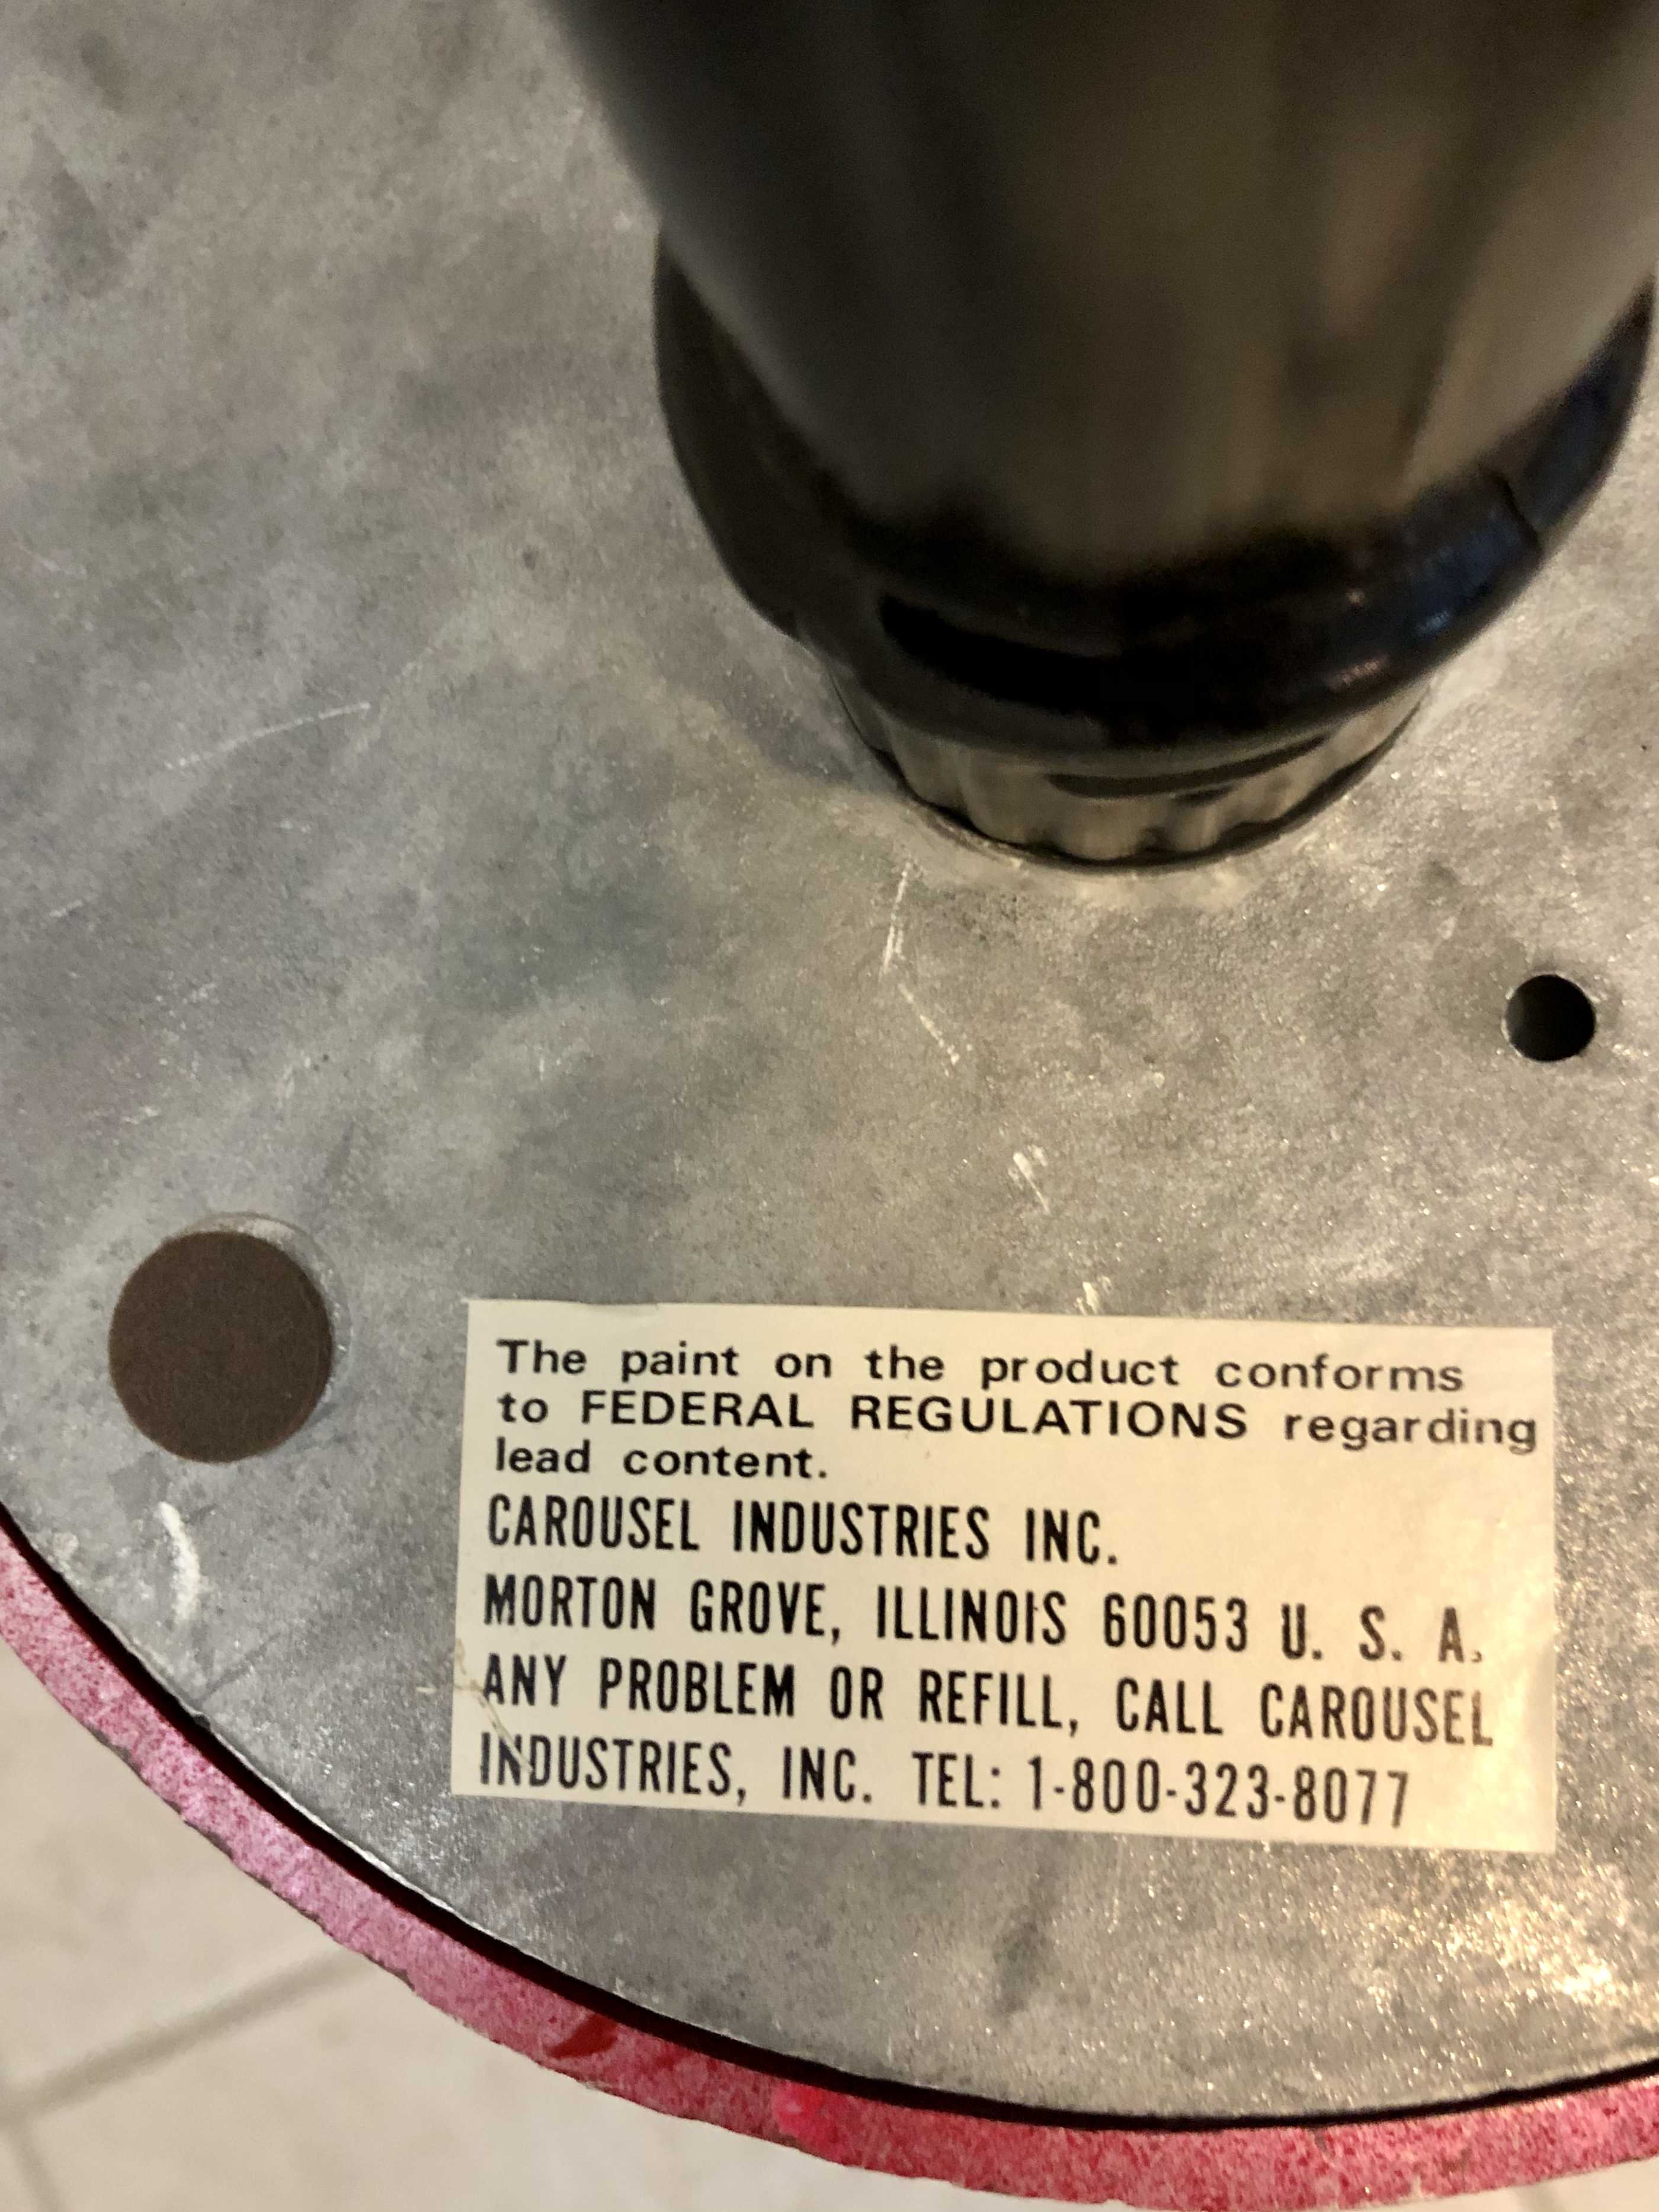 The paint on the product conforms
to FEDERAL REGULATIONS regarding
lead content.
CAROUSEL INDUSTRIES INC.
MORTON GROVE, ILLINOIS 60053 U. S. A.
ANY PROBLEM OR REFILL, CALL CAROUSEL
INDUSTRIES, INC. TEL: 1-800-323-8077